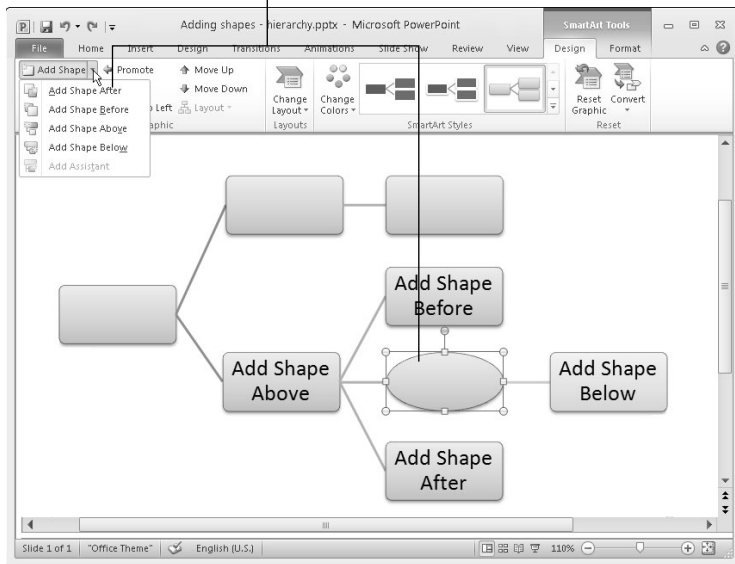 Adding shapes - hierarchy.pptx - Microsoft PowerPoint
SmartArt Tools
File Home Insert Design Transitions Animations Slide Show Review View Design Format
Add Shape Promote Move Up
Add Shape After Move Down
Add Shape Before Left Layout
Add Shape Above
Add Shape Below
Add Assistant
Change Layout
Layouts
Change Colors
SmartArt Styles
Reset Graphic
Convert
Reset
Add Shape
Before
Add Shape
Above
Add Shape
Below
Add Shape
After
Slide 1 of 1 "Office Theme" English (U.S.) 110%